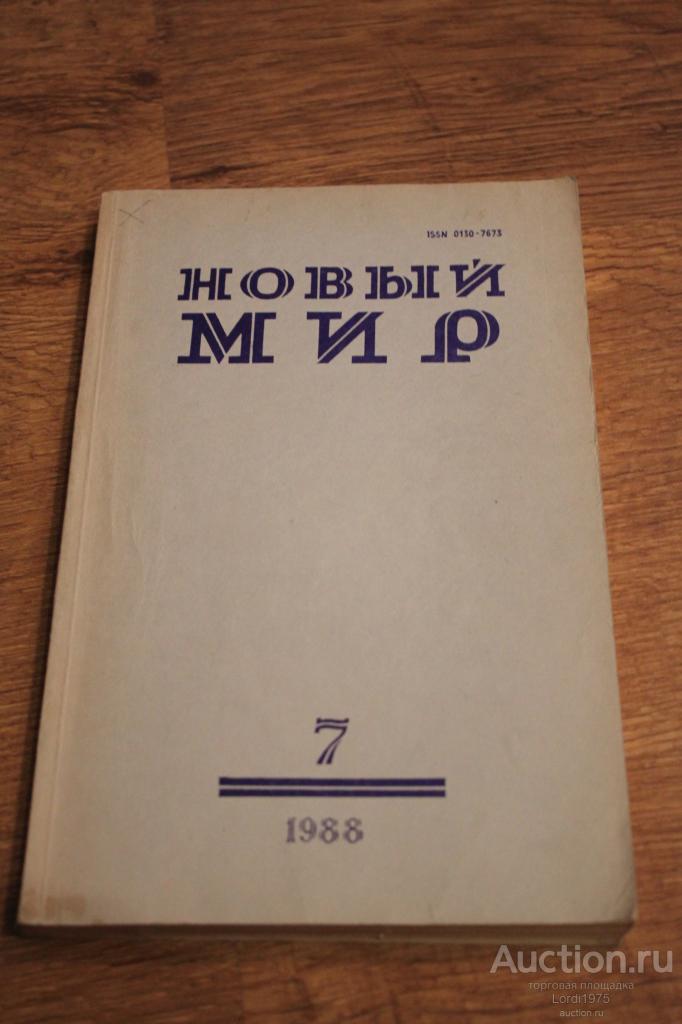 ISSN 0130-7673
НОВЫЙ
МИР
7
1988
Auction.ru
торговая площадка
Lordi1975
auction.ru